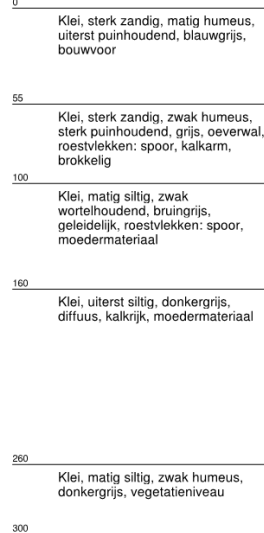 0
Klei, sterk zandig, matig humeus,
uiterst puinhoudend, blauwgrijs,
bouwvoor
55
Klei, sterk zandig, zwak humeus,
sterk puinhoudend, grijs, oeverwal,
roestvlekken: spoor, kalkarm,
brokkelig
100
Klei, matig siltig, zwak
wortelhoudend, bruingrijs,
geleidelijk, roestvlekken: spoor,
moedermateriaal
160
Klei, uiterst siltig, donkergrijs,
diffuus, kalkrijk, moedermateriaal
260
Klei, matig siltig, zwak humeus,
donkergrijs, vegetatieniveau
300